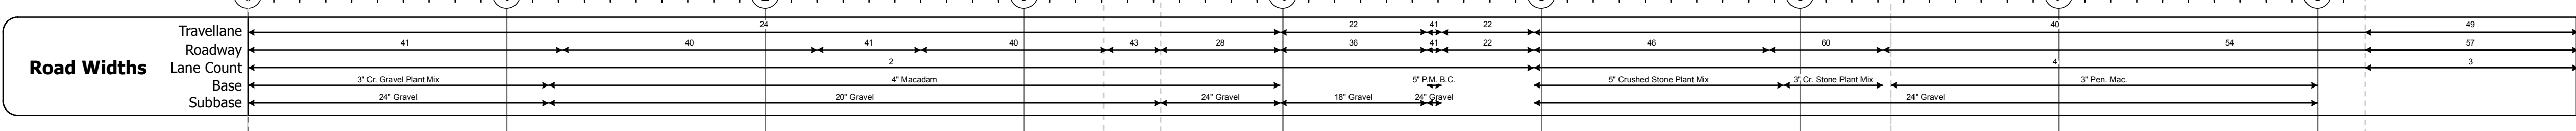 Road Widths
Travellane 24 22 41 22 40 49
Roadway 41 40 41 40 43 28 36 41 22 46 60 54 57
Lane Count 2 4 3
Base 3" Cr. Gravel Plant Mix 4" Macadam 5" P.M. B.C. 5" Crushed Stone Plant Mix 3" Cr. Stone Plant Mix 3" Pen. Mac.
Subbase 24" Gravel 20" Gravel 24" Gravel 18" Gravel 24" Gravel 24" Gravel